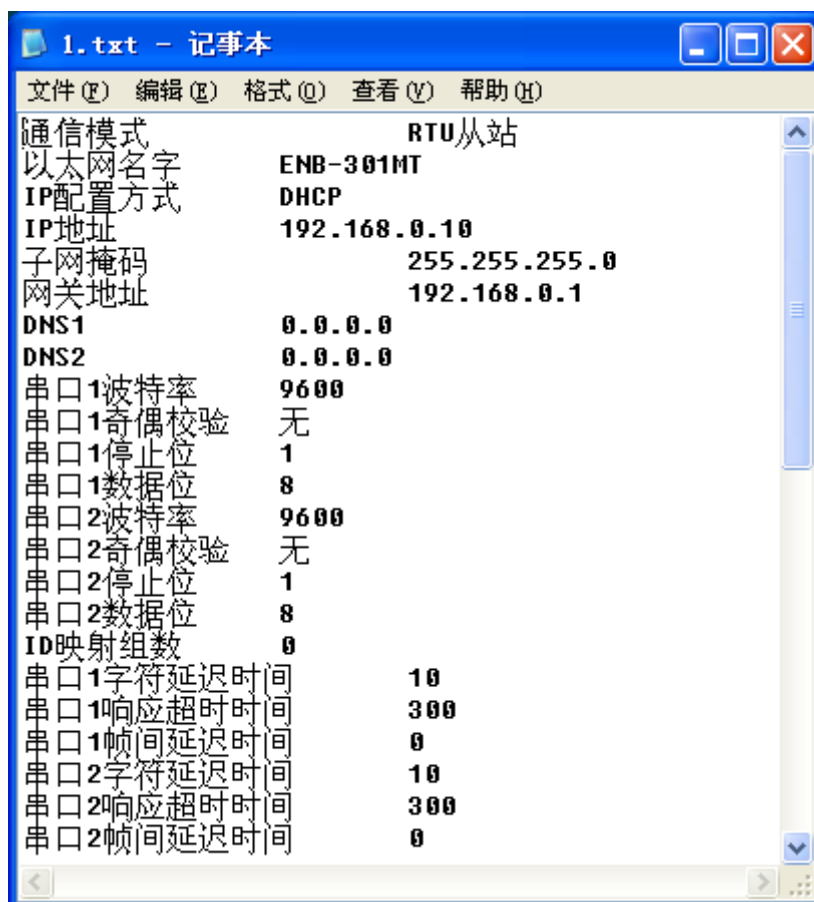 1.txt - 记事本
文件(F) 编辑(E) 格式(O) 查看(V) 帮助(H)
通信模式 RTU从站
以太网名字 ENB-301MT
IP配置方式 DHCP
IP地址 192.168.0.10
子网掩码 255.255.255.0
网关地址 192.168.0.1
DNS1 0.0.0.0
DNS2 0.0.0.0
串口1波特率 9600
串口1奇偶校验 无
串口1停止位 1
串口1数据位 8
串口2波特率 9600
串口2奇偶校验 无
串口2停止位 1
串口2数据位 8
ID映射组数 0
串口1字符延迟时间 10
串口1响应超时时间 300
串口1帧间延迟时间 0
串口2字符延迟时间 10
串口2响应超时时间 300
串口2帧间延迟时间 0